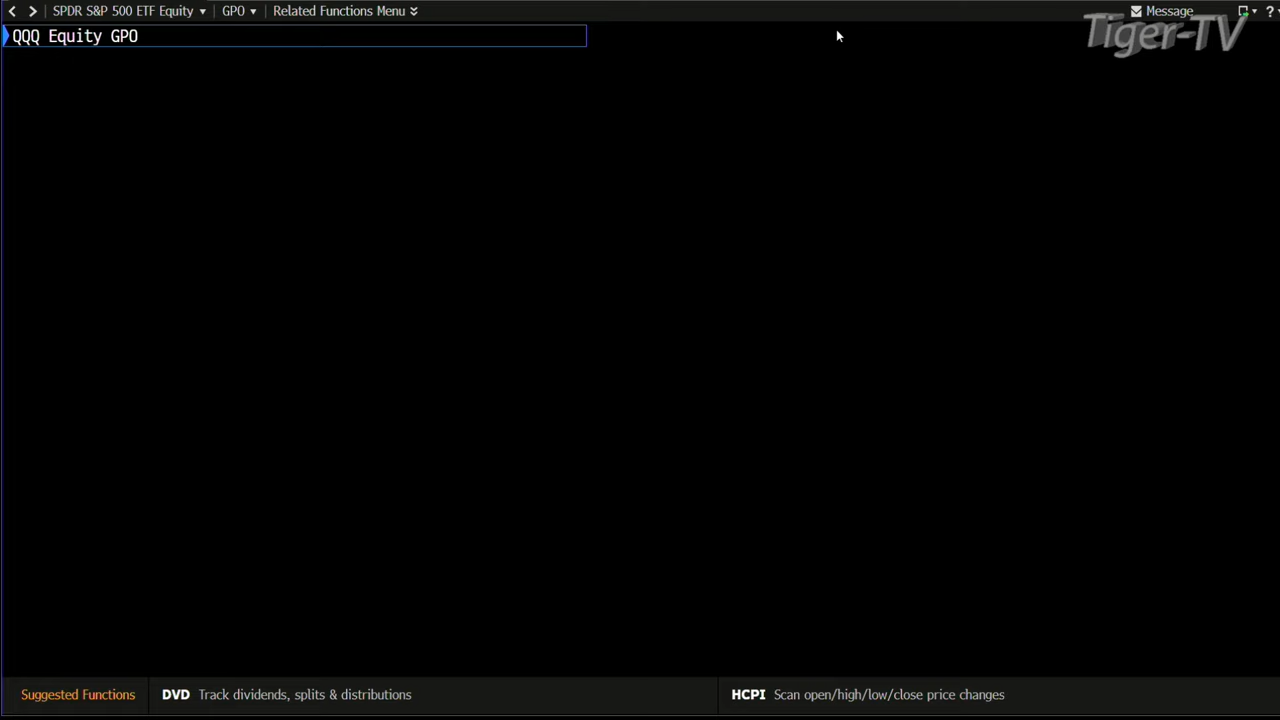 SPDR S&P 500 ETF Equity GPO Related Functions Menu Message ?
Tiger-TV
QQQ Equity GPO
Suggested Functions DVD Track dividends, splits & distributions HCPI Scan open/high/low/close price changes